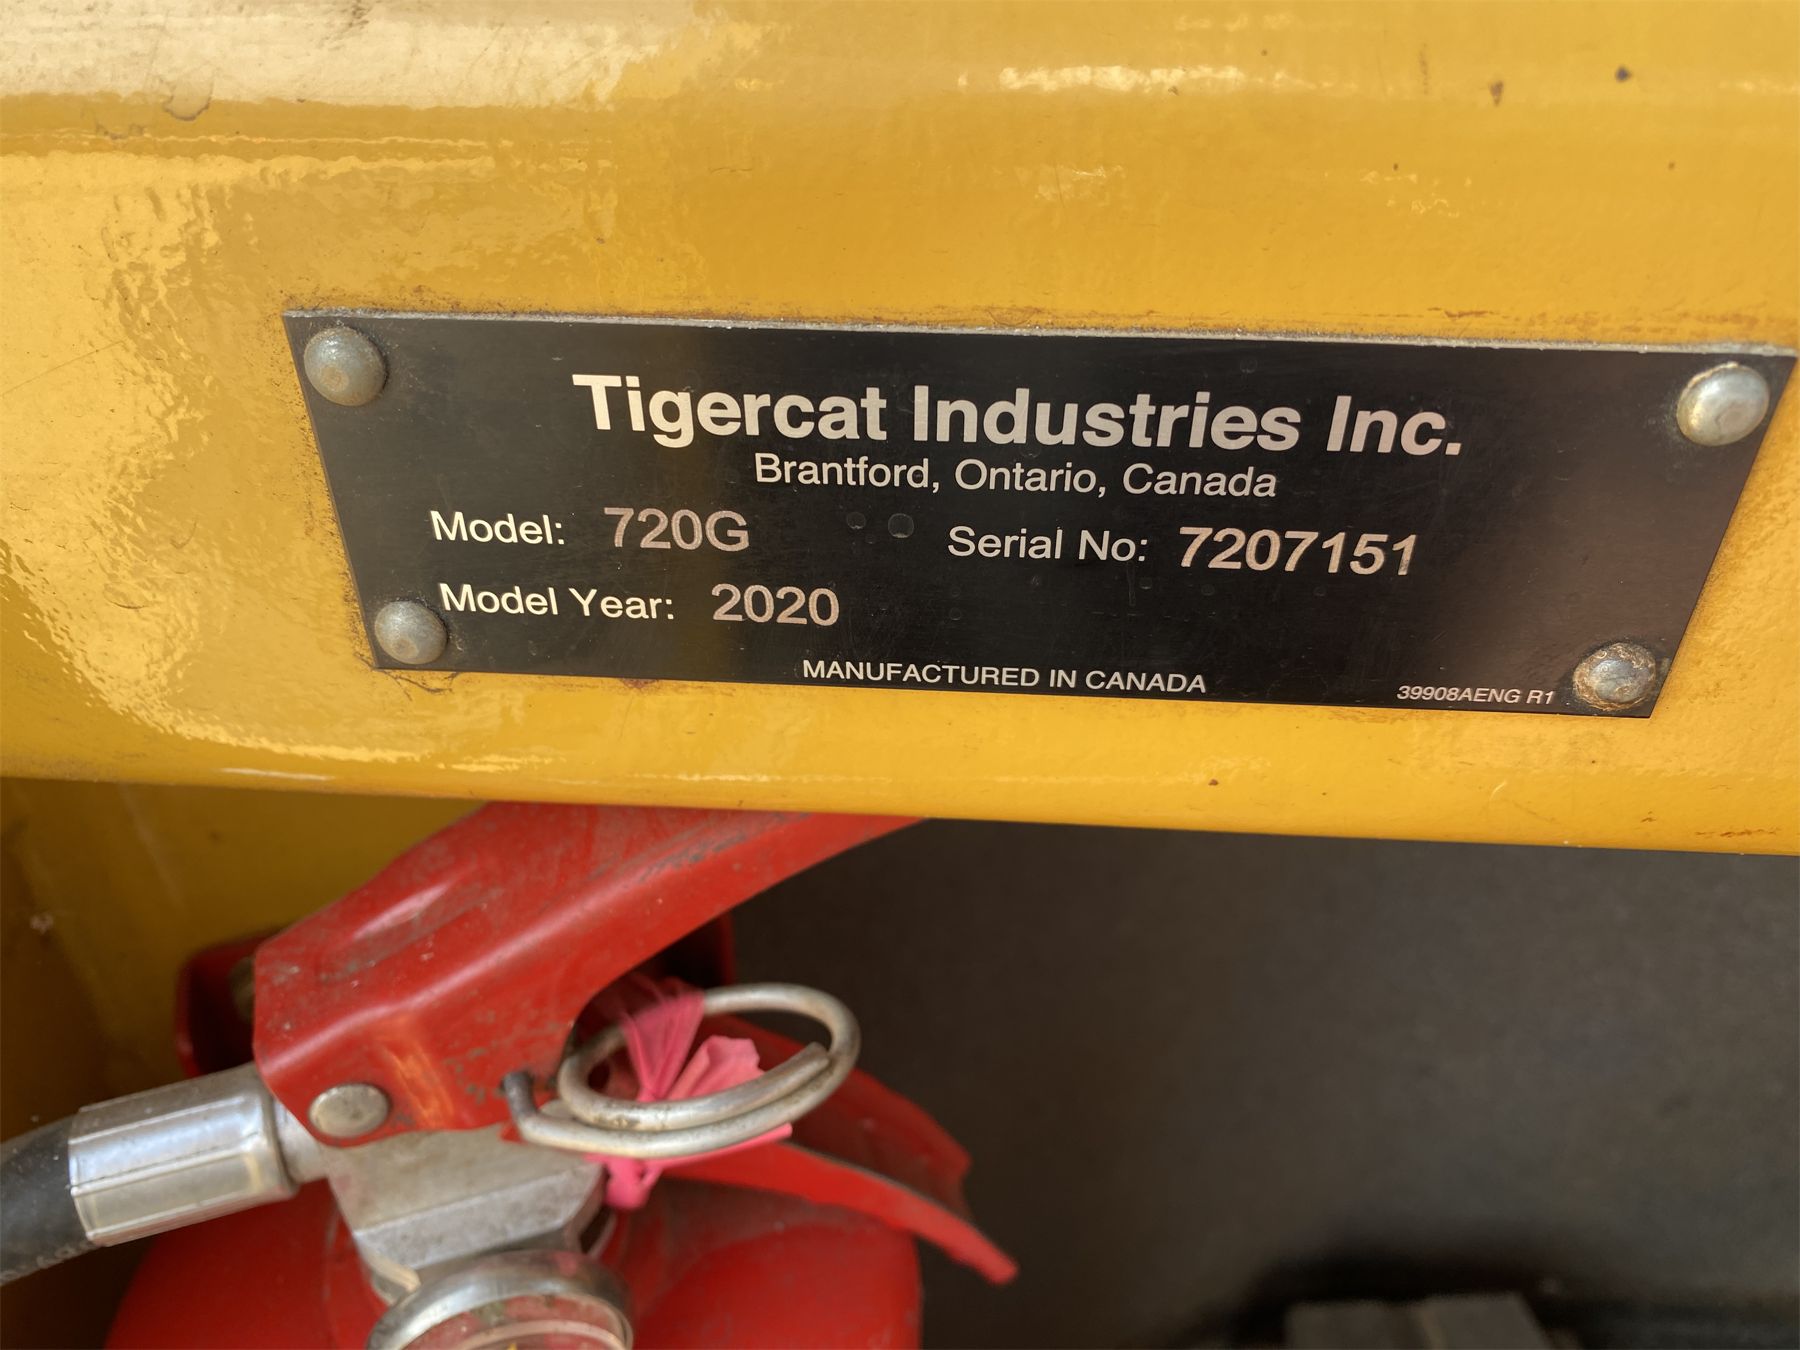 Tigercat Industries Inc.
Brantford, Ontario, Canada
Model: 720G Serial No: 7207151
Model Year: 2020
MANUFACTURED IN CANADA
39908AENG R1